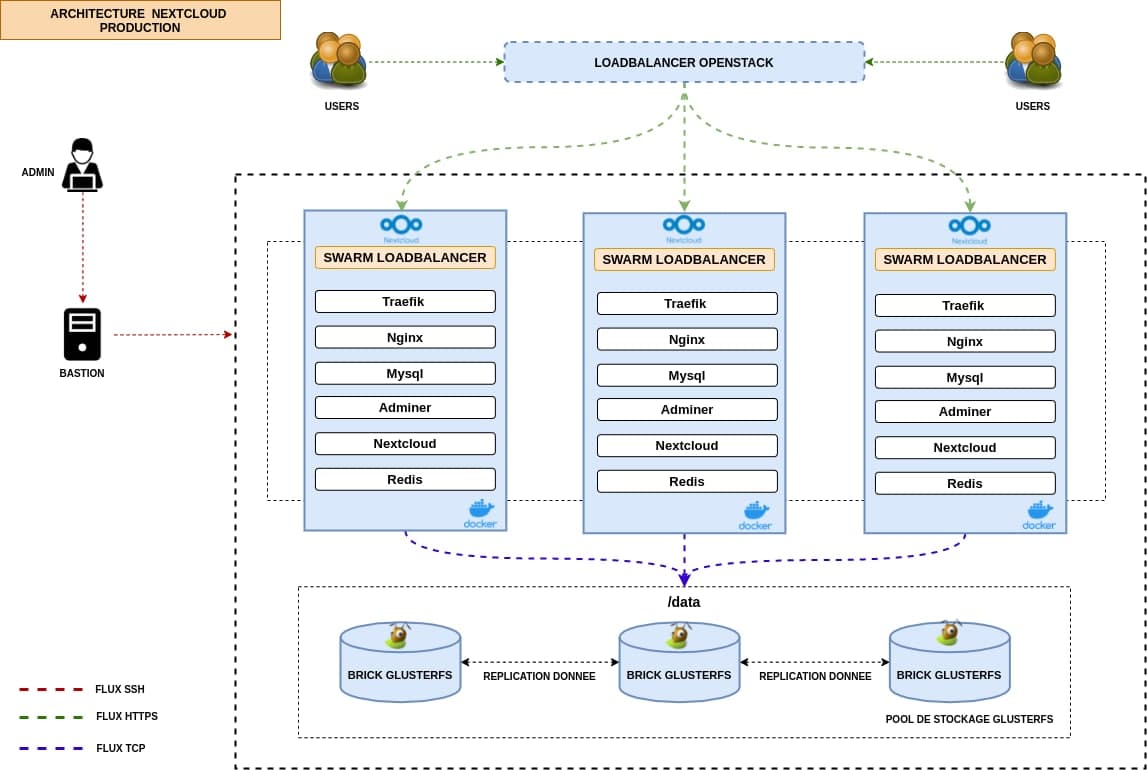 ARCHITECTURE NEXTCLOUD
PRODUCTION
LOADBALANCER OPENSTACK
USERS
USERS
ADMIN
BASTION
Nextcloud
SWARM LOADBALANCER
Traefik
Nginx
Mysql
Adminer
Nextcloud
Redis
docker
Nextcloud
SWARM LOADBALANCER
Traefik
Nginx
Mysql
Adminer
Nextcloud
Redis
docker
Nextcloud
SWARM LOADBALANCER
Traefik
Nginx
Mysql
Adminer
Nextcloud
Redis
docker
/data
BRICK GLUSTERFS
REPLICATION DONNEE
BRICK GLUSTERFS
REPLICATION DONNEE
BRICK GLUSTERFS
POOL DE STOCKAGE GLUSTERFS
FLUX SSH
FLUX HTTPS
FLUX TCP